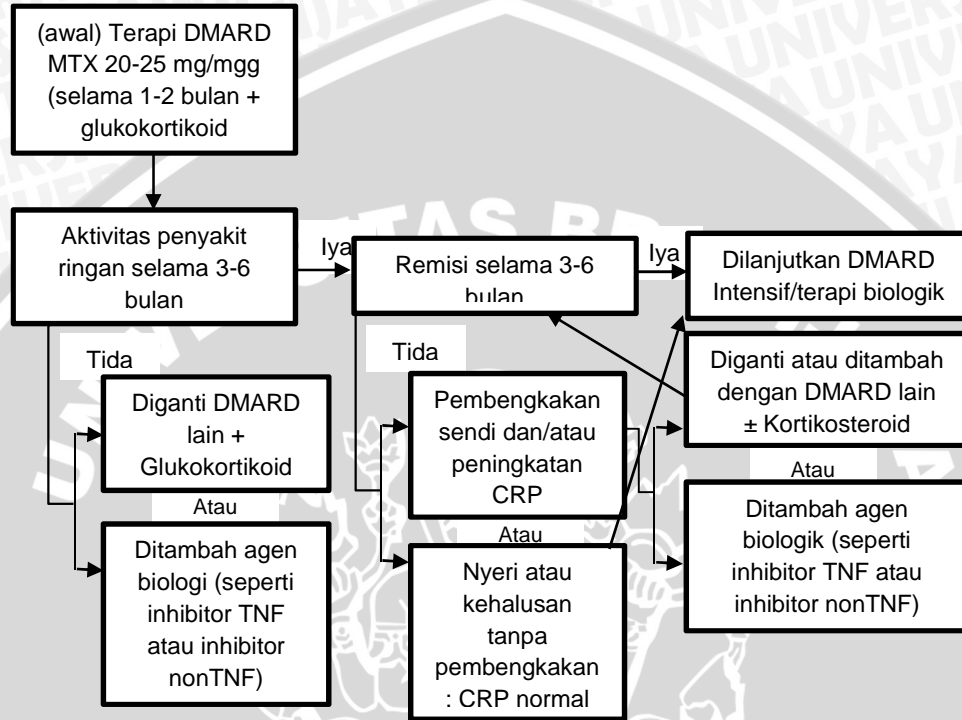 (awal) Terapi DMARD
MTX 20-25 mg/mgg
(selama 1-2 bulan +
glukokortikoid
Aktivitas penyakit
ringan selama 3-6
bulan
Iya
Remisi selama 3-6
bulan
Iya
Dilanjutkan DMARD
Intensif/terapi biologik
Tida
Diganti DMARD
lain +
Glukokortikoid
Atau
Ditambah agen
biologi (seperti
inhibitor TNF
atau inhibitor
nonTNF)
Tida
Pembengkakan
sendi dan/atau
peningkatan
CRP
Atau
Nyeri atau
kehalusan
tanpa
pembengkakan
: CRP normal
Diganti atau ditambah
dengan DMARD lain
± Kortikosteroid
Atau
Ditambah agen
biologik (seperti
inhibitor TNF atau
inhibitor nonTNF)